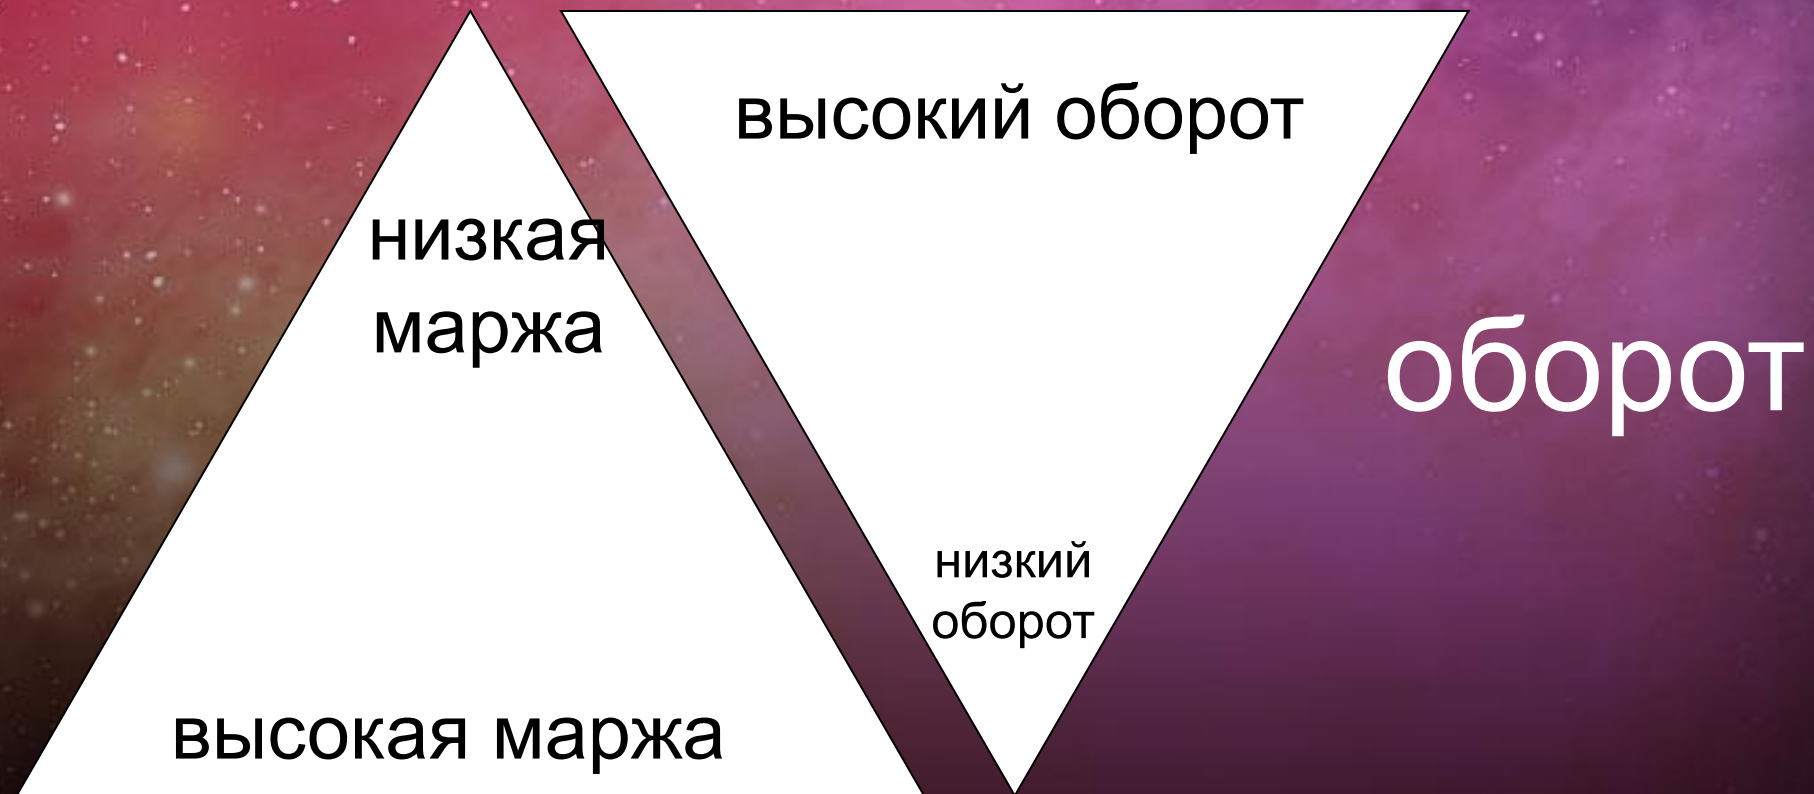 низкая
маржа
высокая маржа
высокий оборот
низкий
оборот
оборот